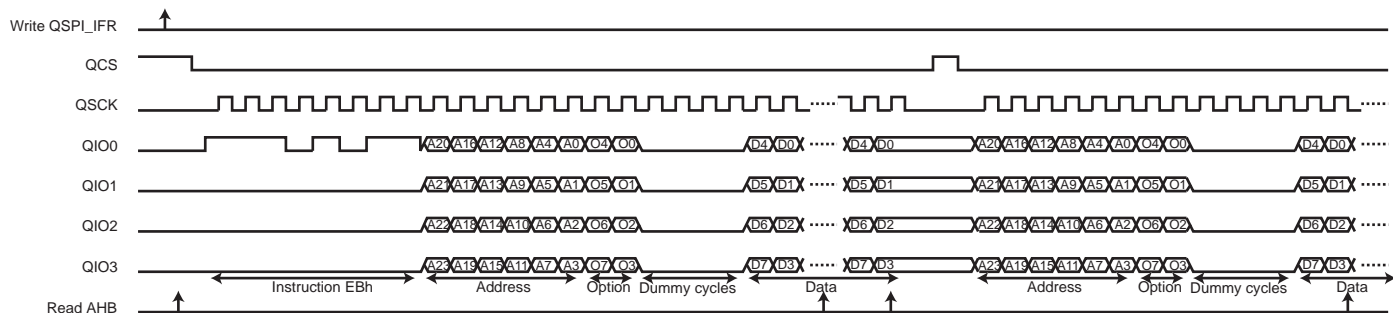 Write QSPI_IFR
QCS
QSCK
QIO0 A20 A16 A12 A8 A4 A0 O4 O0 D4 D0 D4 D0 A20 A16 A12 A8 A4 A0 O4 O0 D4 D0
QIO1 A21 A17 A13 A9 A5 A1 O5 O1 D5 D1 D5 D1 A21 A17 A13 A9 A5 A1 O5 O1 D5 D1
QIO2 A22 A18 A14 A10 A6 A2 O6 O2 D6 D2 D6 D2 A22 A18 A14 A10 A6 A2 O6 O2 D6 D2
QIO3 A23 A19 A15 A11 A7 A3 O7 O3 D7 D3 D7 D3 A23 A19 A15 A11 A7 A3 O7 O3 D7 D3
Instruction EBh Address Option Dummy cycles Data Address Option Dummy cycles Data
Read AHB